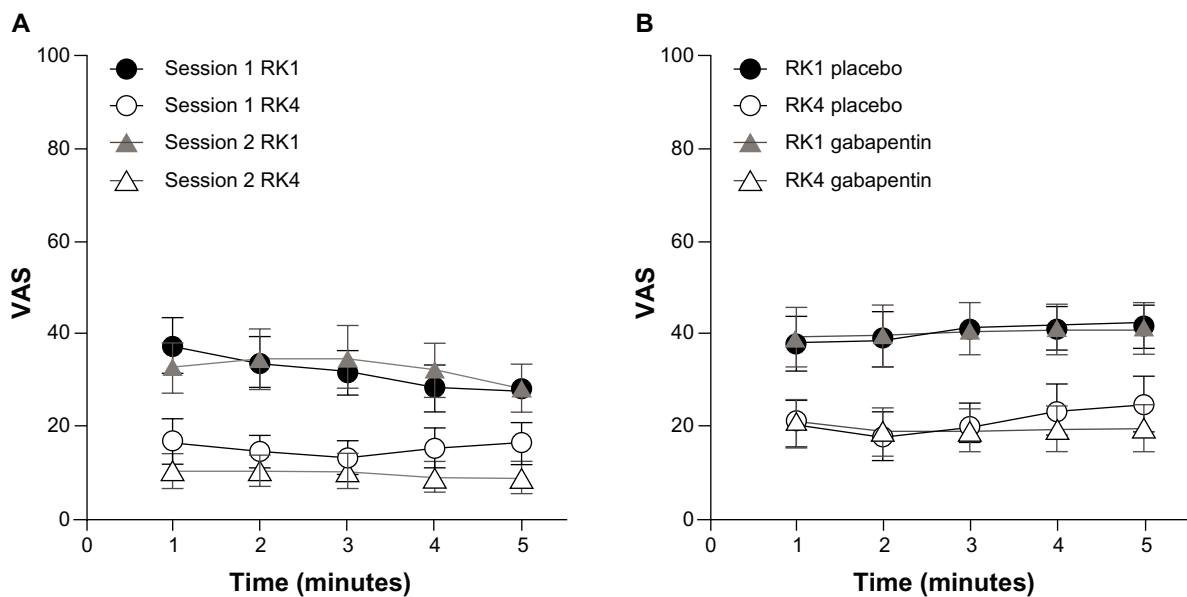 A
100
80
60
40
20
0
VAS
Session 1 RK1
Session 1 RK4
Session 2 RK1
Session 2 RK4
0 1 2 3 4 5
Time (minutes)
B
100
80
60
40
20
0
VAS
RK1 placebo
RK4 placebo
RK1 gabapentin
RK4 gabapentin
0 1 2 3 4 5
Time (minutes)